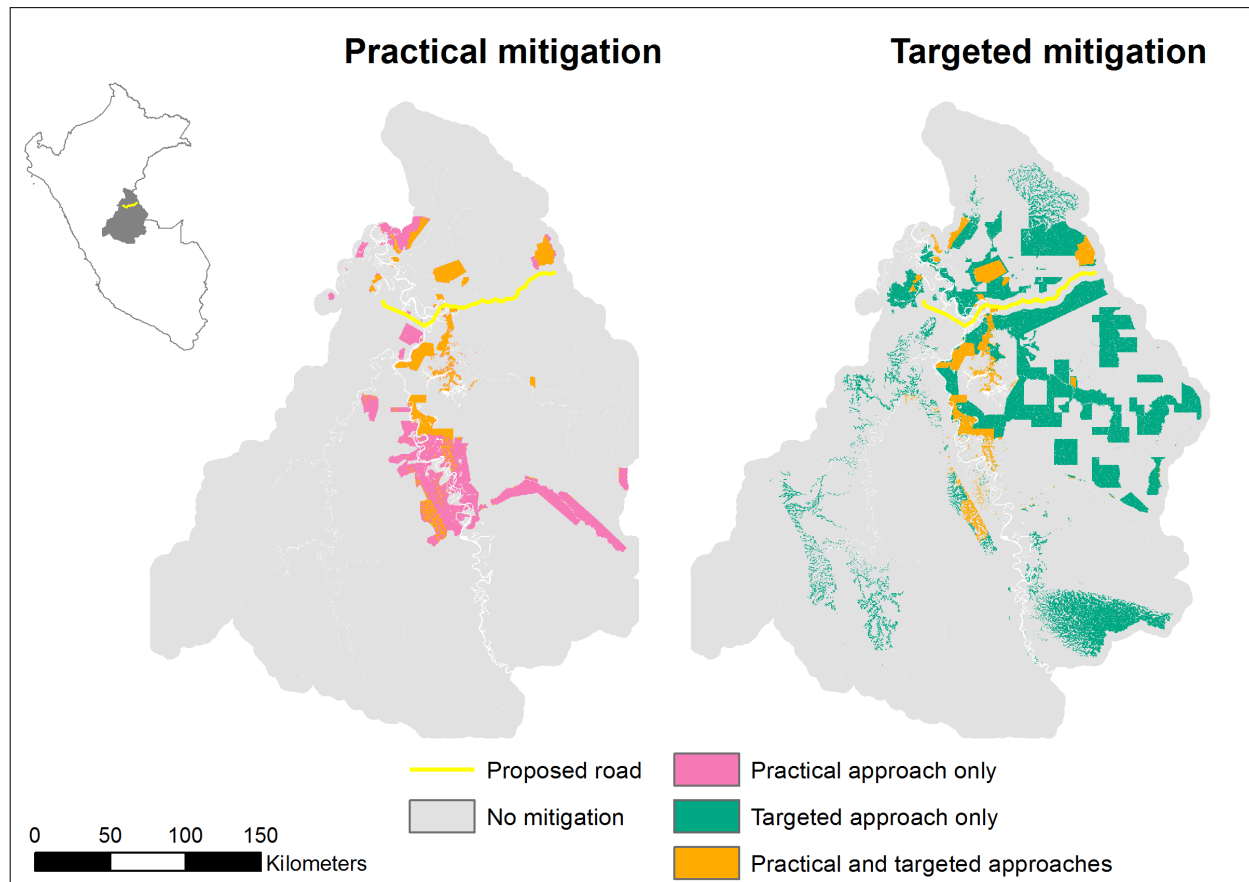 Practical mitigation
Targeted mitigation
Proposed road
No mitigation
Practical approach only
Targeted approach only
Practical and targeted approaches
0 50 100 150
Kilometers